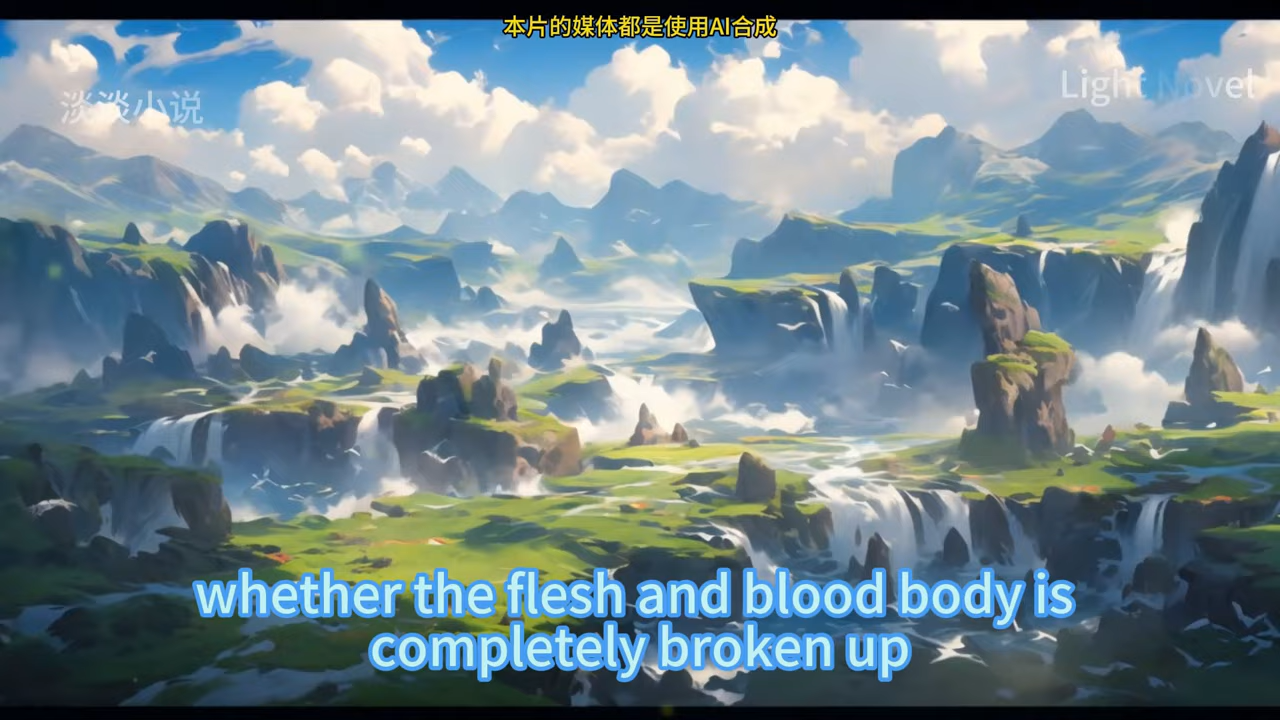 本片的媒体都是使用AI合成
淡淡小说
Light Novel
whether the flesh and blood body is
completely broken up